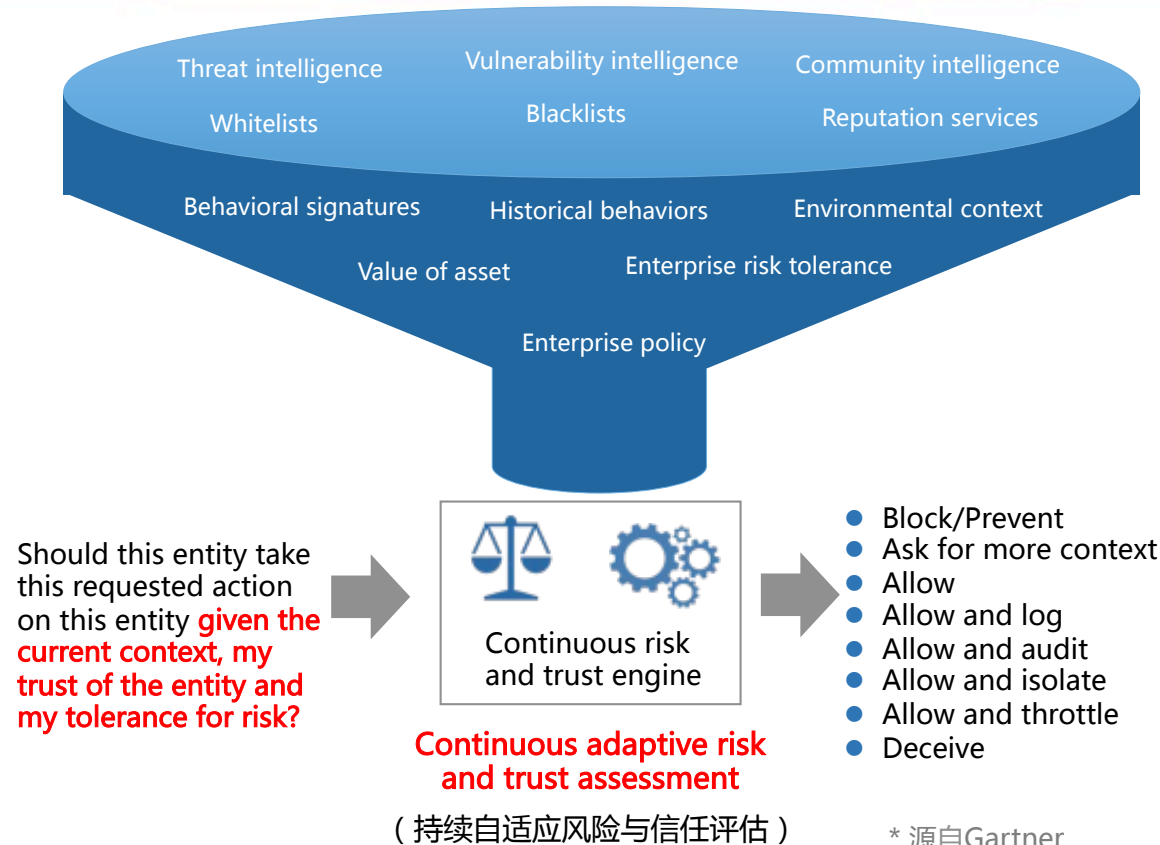 Threat intelligence
Vulnerability intelligence
Community intelligence
Whitelists
Blacklists
Reputation services
Behavioral signatures
Historical behaviors
Environmental context
Value of asset
Enterprise risk tolerance
Enterprise policy
Should this entity take
this requested action
on this entity given the
current context, my
trust of the entity and
my tolerance for risk?
Continuous risk
and trust engine
Continuous adaptive risk
and trust assessment
（持续自适应风险与信任评估）
Block/Prevent
Ask for more context
Allow
Allow and log
Allow and audit
Allow and isolate
Allow and throttle
Deceive
* 源自Gartner